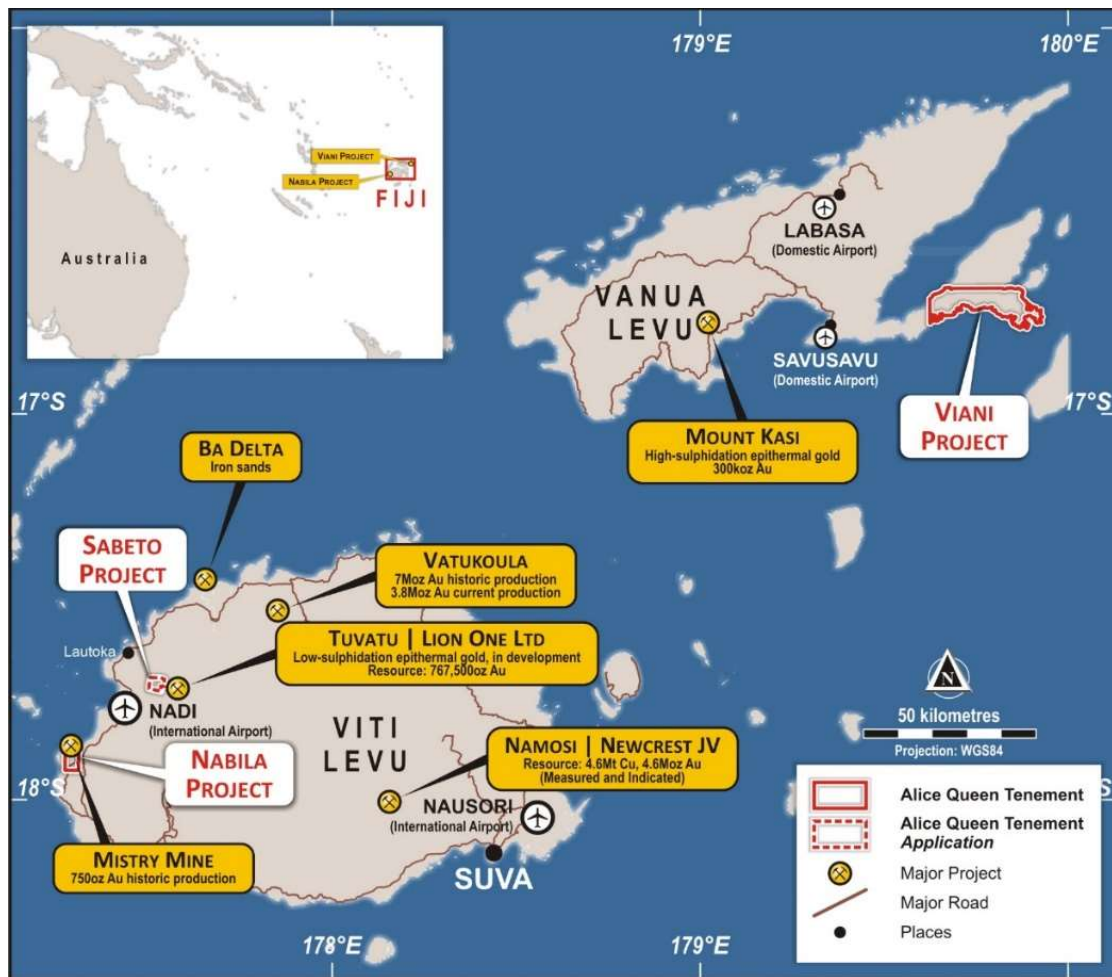 179°E
180°E
VIANI PROJECT
NABILA PROJECT
FIJI
Australia
LABASA
(Domestic Airport)
VANUA
LEVU
SAVUSAVU
(Domestic Airport)
17°S
17°S
VIANI
PROJECT
MOUNT KASI
High-sulphidation epithermal gold
300koz Au
BA DELTA
Iron sands
SABETO
PROJECT
VATUKOULA
7Moz Au historic production
3.8Moz Au current production
TUVATU | LION ONE LTD
Low-sulphidation epithermal gold, in development
Resource: 767,500oz Au
Lautoka
NADI
(International Airport)
VITI
LEVU
N
50 kilometres
Projection: WGS84
NABILA
PROJECT
NAMOSI | NEWCREST JV
Resource: 4.6Mt Cu, 4.6Moz Au
(Measured and Indicated)
18°S
°S
NAUSORI
(International Airport)
MISTRY MINE
750oz Au historic production
SUVA
Alice Queen Tenement
Alice Queen Tenement
Application
Major Project
Major Road
Places
178°E
179°E